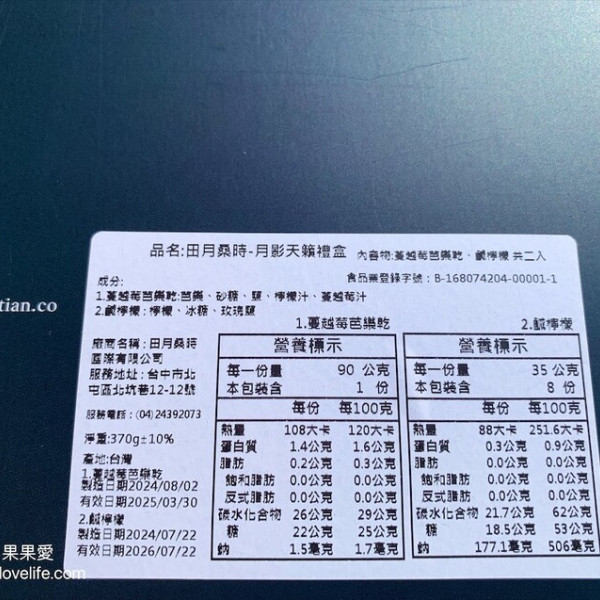 品名:田月桑時-月影天籟禮盒 內容物:蔓越莓芭樂乾、鹹檸檬 共二入
食品業登錄字號：B-168074204-00001-1
成分:
1.蔓越莓芭樂乾:芭樂、砂糖、鹽、檸檬汁、蔓越莓汁
2.鹹檸檬:檸檬、冰糖、玫瑰鹽
tian.co
廠商名稱：田月桑時
國際有限公司
服務地址：台中市北
屯區北坑巷12-12號
服務電話：(04)24392073
淨重:370g±10%
產地:台灣
1.蔓越莓芭樂乾
製造日期2024/08/02
有效日期2025/03/30
2.鹹檸檬
製造日期2024/07/22
有效日期2026/07/22
1.蔓越莓芭樂乾
營養標示
每一份量 90 公克
本包裝含 1 份
每份 每100克
熱量 108大卡 120大卡
蛋白質 1.4公克 1.6公克
脂肪 0.2公克 0.3公克
飽和脂肪 0.0公克 0.0公克
反式脂肪 0.0公克 0.0公克
碳水化合物 26公克 29公克
糖 22公克 25公克
鈉 1.5毫克 1.7毫克
2.鹹檸檬
營養標示
每一份量 35 公克
本包裝含 8 份
每份 每100克
熱量 88大卡 251.6大卡
蛋白質 0.3公克 0.9公克
脂肪 0.0公克 0.0公克
飽和脂肪 0.0公克 0.0公克
反式脂肪 0.0公克 0.0公克
碳水化合物 21.7公克 62公克
糖 18.5公克 53公克
鈉 177.1毫克 506毫克
果果愛
lovelife.com